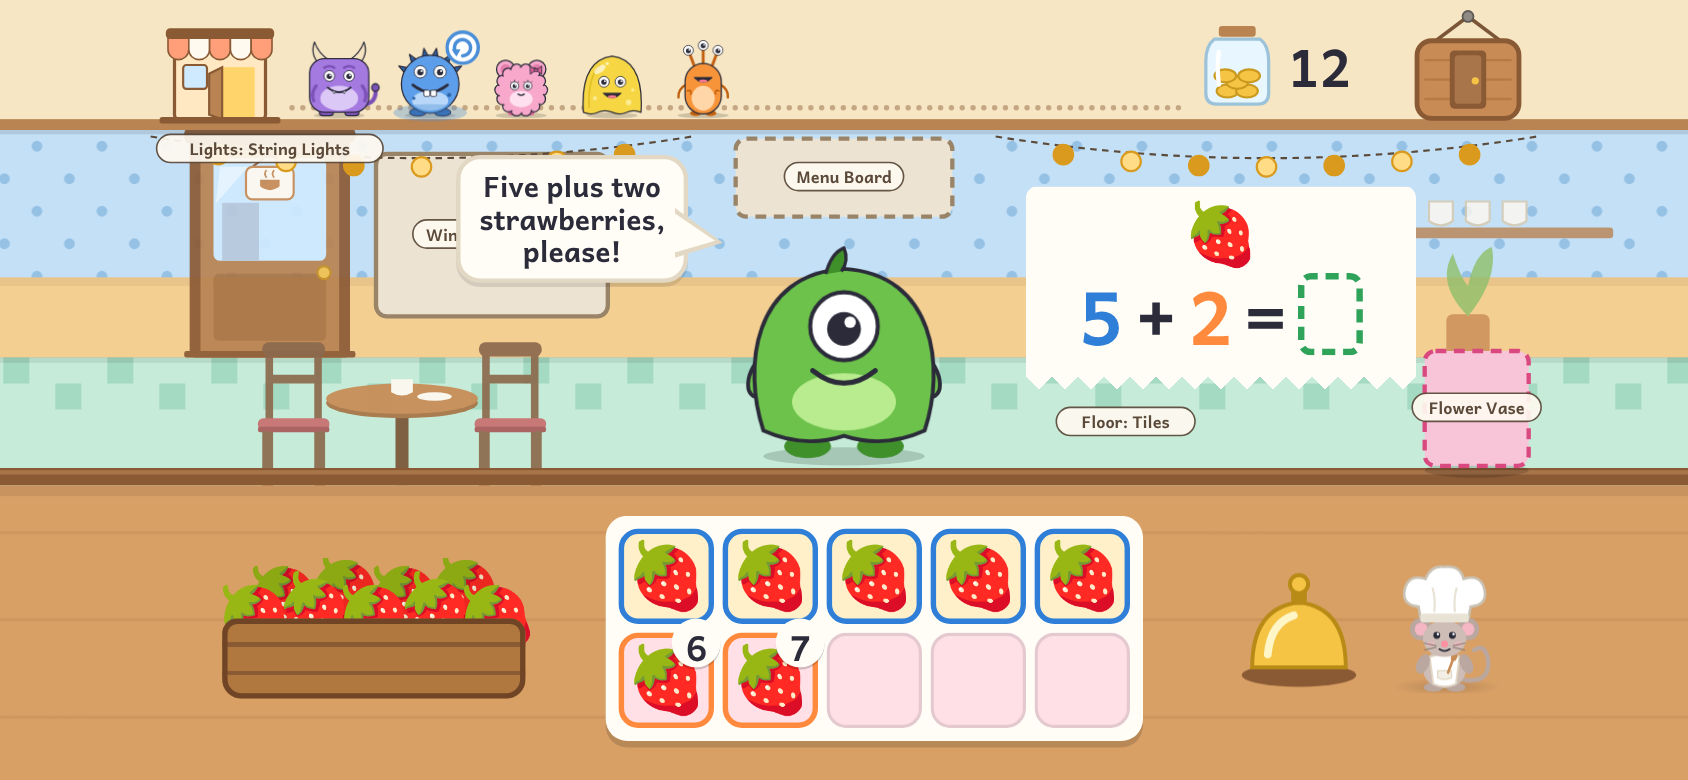 12
Lights: String Lights
Menu Board
Win
Five plus two
strawberries,
please!
5 + 2 =
Floor: Tiles
Flower Vase
6
7